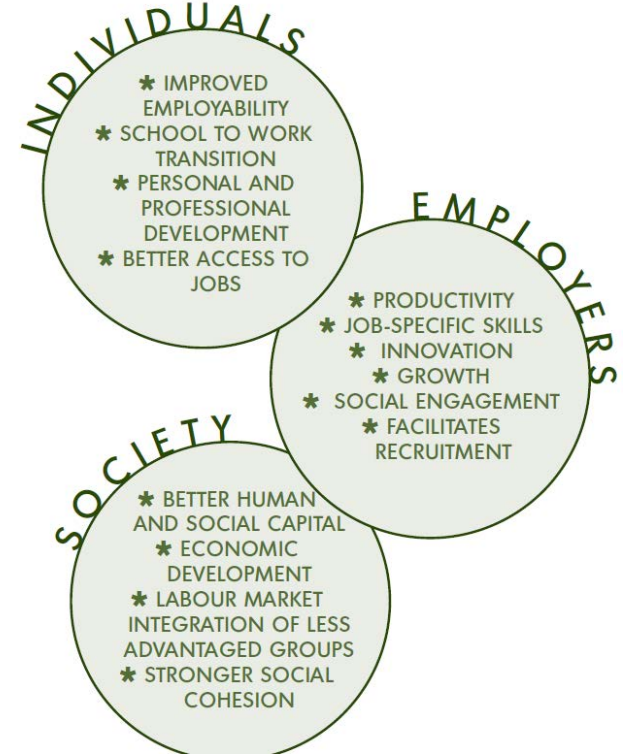 INDIVIDUALS
* IMPROVED
EMPLOYABILITY
* SCHOOL TO WORK
TRANSITION
* PERSONAL AND
PROFESSIONAL
DEVELOPMENT
* BETTER ACCESS TO
JOBS
EMPLOYERS
* PRODUCTIVITY
* JOB-SPECIFIC SKILLS
* INNOVATION
* GROWTH
* SOCIAL ENGAGEMENT
* FACILITATES
RECRUITMENT
SOCIETY
* BETTER HUMAN
AND SOCIAL CAPITAL
* ECONOMIC
DEVELOPMENT
* LABOUR MARKET
INTEGRATION OF LESS
ADVANTAGED GROUPS
* STRONGER SOCIAL
COHESION